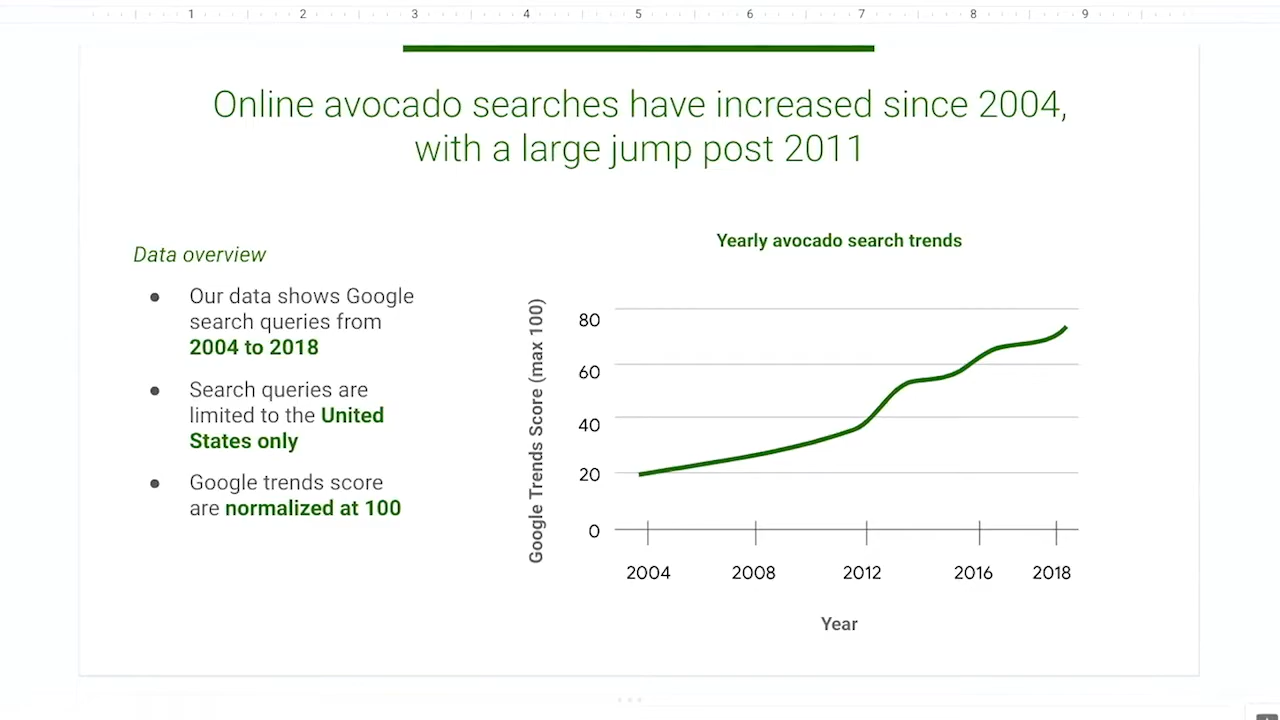 1 2 3 4 5 6 7 8 9
Online avocado searches have increased since 2004,
with a large jump post 2011
Data overview
● Our data shows Google
search queries from
2004 to 2018
● Search queries are
limited to the United
States only
● Google trends score
are normalized at 100
Yearly avocado search trends
Google Trends Score (max 100)
80
60
40
20
0
2004 2008 2012 2016 2018
Year